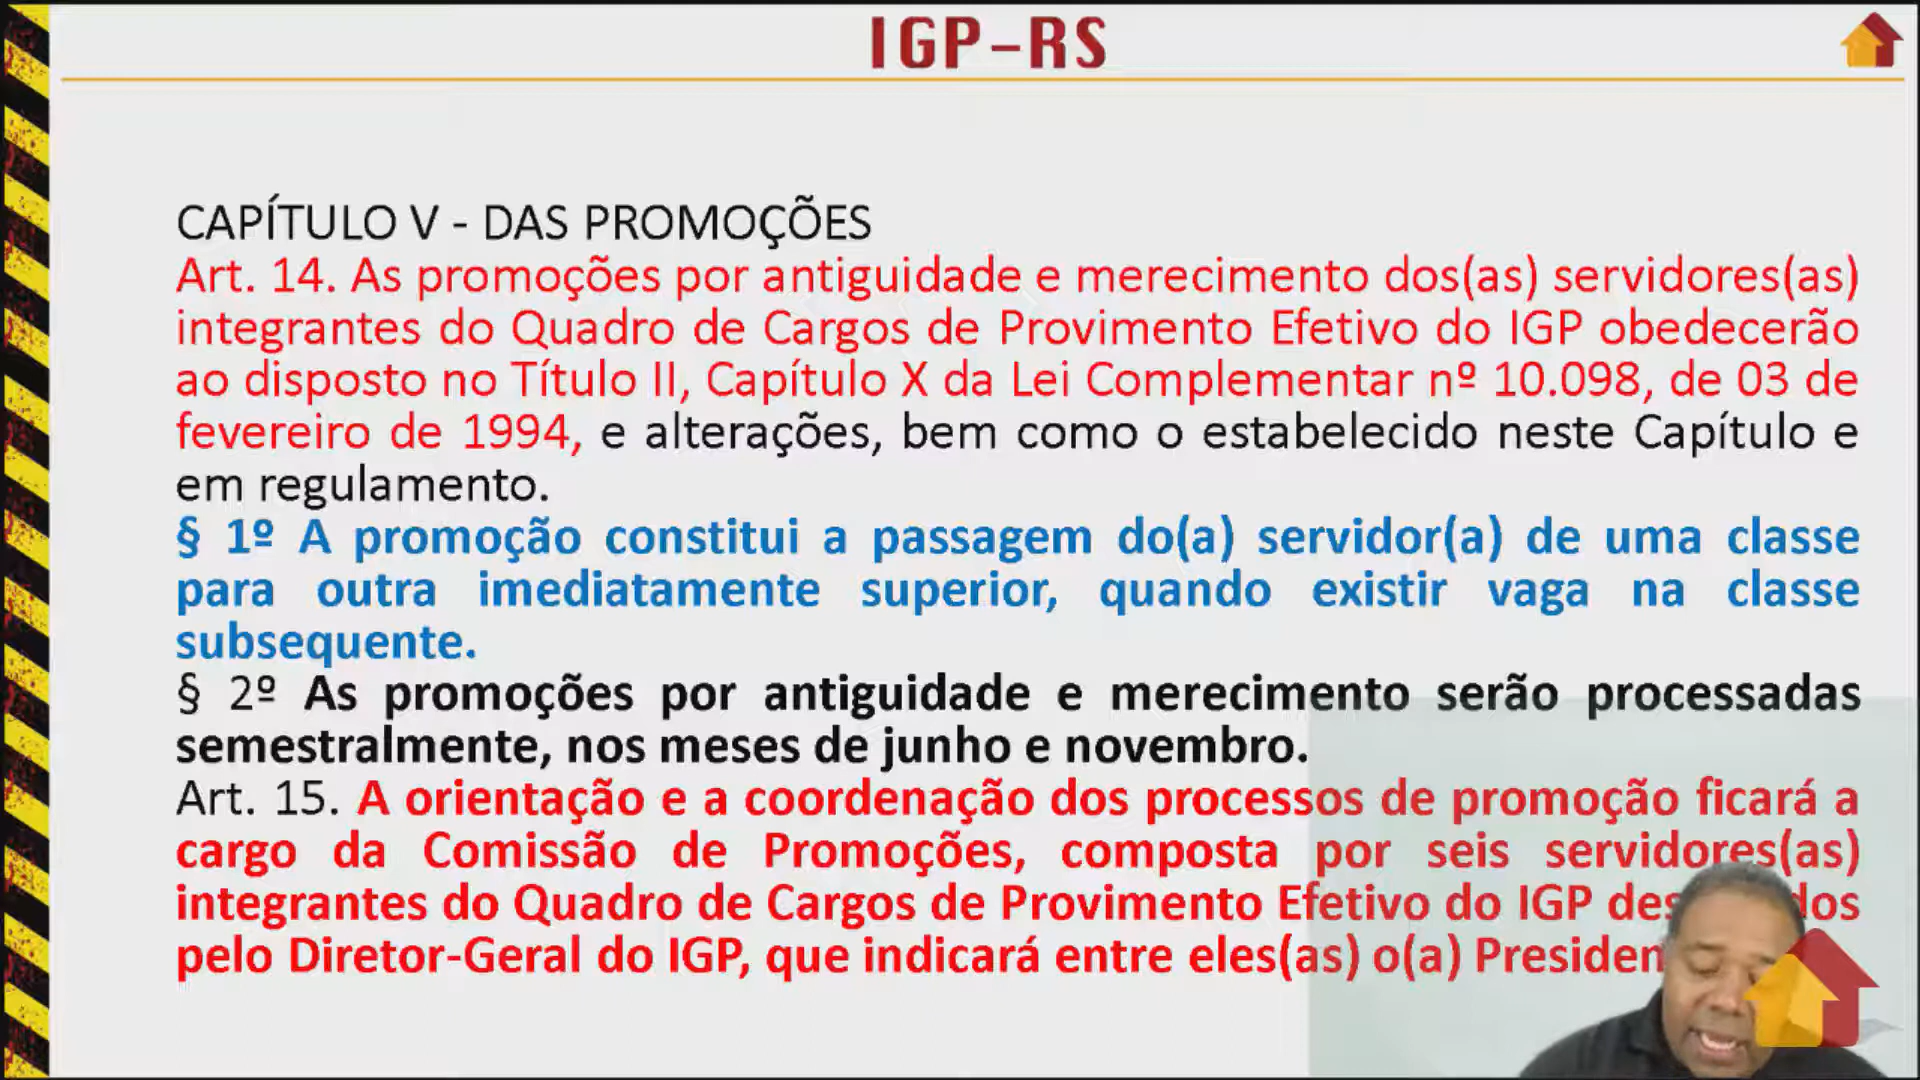 IGP-RS
CAPÍTULO V - DAS PROMOÇÕES
Art. 14. As promoções por antiguidade e merecimento dos(as) servidores(as)
integrantes do Quadro de Cargos de Provimento Efetivo do IGP obedecerão
ao disposto no Título II, Capítulo X da Lei Complementar nº 10.098, de 03 de
fevereiro de 1994, e alterações, bem como o estabelecido neste Capítulo e
em regulamento.
§ 1º A promoção constitui a passagem do(a) servidor(a) de uma classe
para outra imediatamente superior, quando existir vaga na classe
subsequente.
§ 2º As promoções por antiguidade e merecimento serão processadas
semestralmente, nos meses de junho e novembro.
Art. 15. A orientação e a coordenação dos processos de promoção ficará a
cargo da Comissão de Promoções, composta por seis servidores(as)
integrantes do Quadro de Cargos de Provimento Efetivo do IGP
pelo Diretor-Geral do IGP, que indicará entre eles(as) o(a)